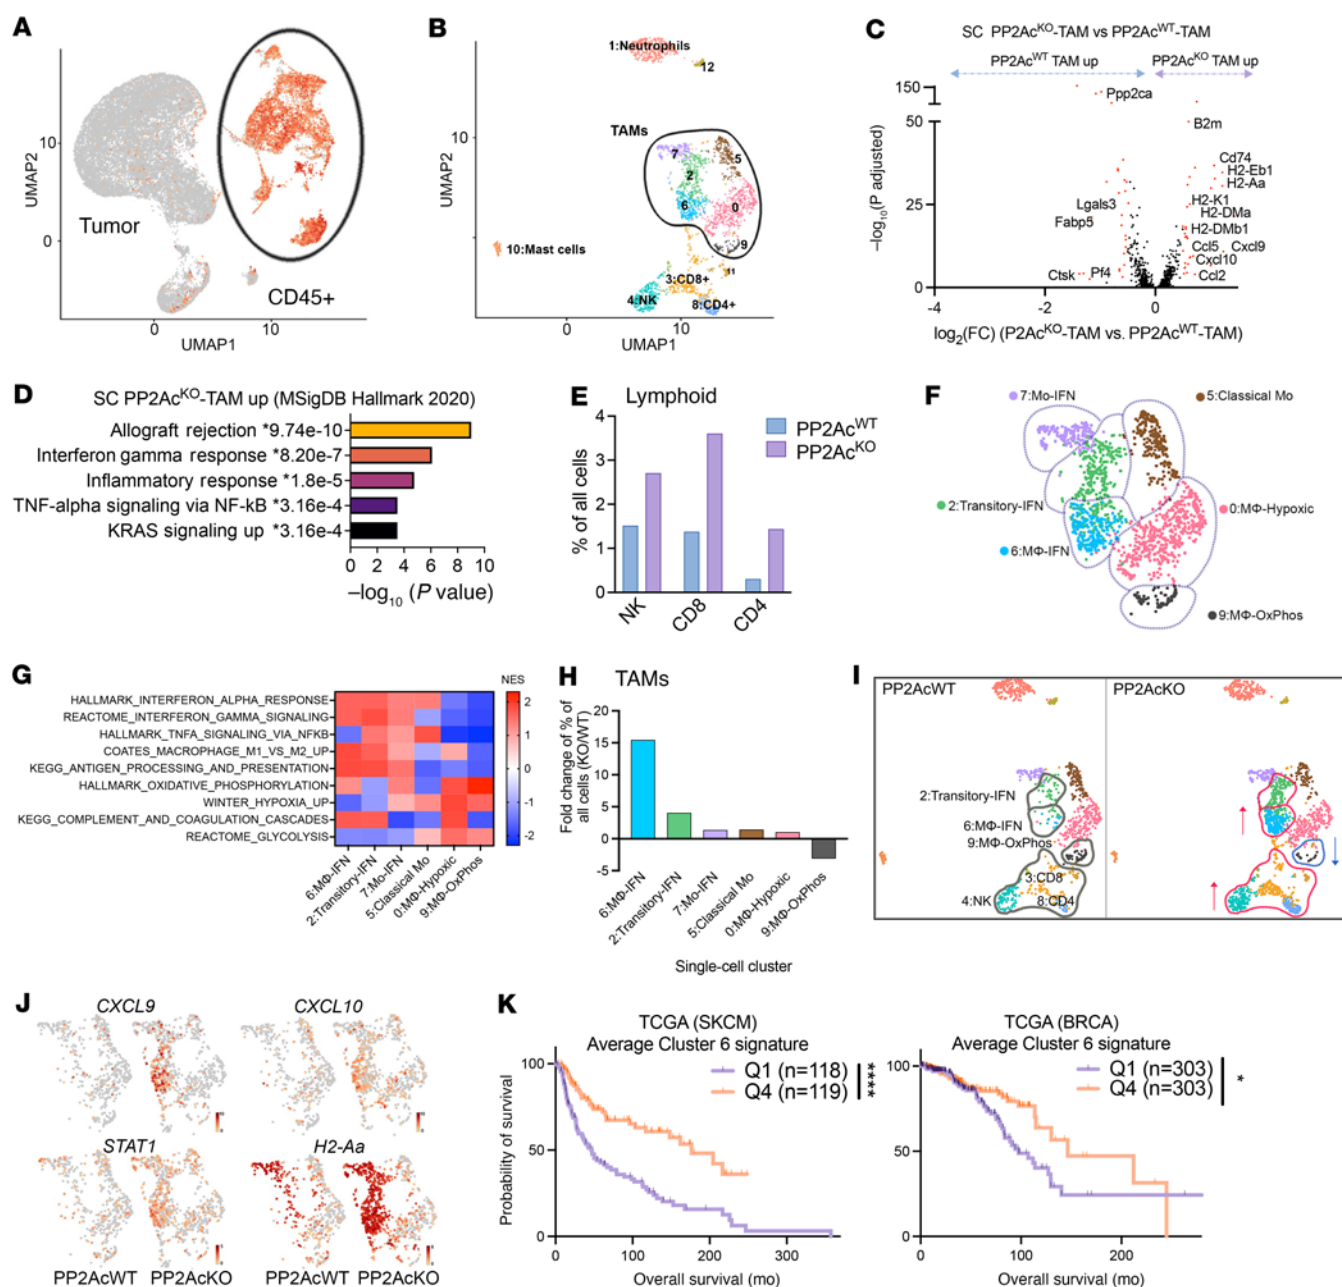 A
UMAP2
10
0
Tumor
CD45+
0
10
UMAP1
B
UMAP2
10
1:Neutrophils
12
TAMs
7
5
2
6
0
9
10:Mast cells
11
3:CD8+
4:NK
8:CD4+
0
10
UMAP1
C
SC PP2Ac^KO-TAM vs PP2Ac^WT-TAM
PP2Ac^WT TAM up
PP2Ac^KO TAM up
–log10(P adjusted)
150
50
25
0
Ppp2ca
B2m
Cd74
H2-Eb1
H2-Aa
Lgals3
H2-K1
Fabp5
H2-DMa
H2-DMb1
Ccl5
Cxcl9
Cxcl10
Ctsk
Pf4
Ccl2
-4
-2
0
log2(FC) (P2Ac^KO-TAM vs. PP2Ac^WT-TAM)
D
SC PP2Ac^KO-TAM up (MSigDB Hallmark 2020)
Allograft rejection *9.74e-10
Interferon gamma response *8.20e-7
Inflammatory response *1.8e-5
TNF-alpha signaling via NF-kB *3.16e-4
KRAS signaling up *3.16e-4
0 2 4 6 8 10
–log10 (P value)
E
Lymphoid
% of all cells
4
3
2
1
0
PP2Ac^WT
PP2Ac^KO
NK
CD8
CD4
F
7:Mo-IFN
5:Classical Mo
2:Transitory-IFN
0:MΦ-Hypoxic
6:MΦ-IFN
9:MΦ-OxPhos
G
NES
HALLMARK_INTERFERON_ALPHA_RESPONSE
REACTOME_INTERFERON_GAMMA_SIGNALING
HALLMARK_TNFA_SIGNALING_VIA_NFKB
COATES_MACROPHAGE_M1_VS_M2_UP
KEGG_ANTIGEN_PROCESSING_AND_PRESENTATION
HALLMARK_OXIDATIVE_PHOSPHORYLATION
WINTER_HYPOXIA_UP
KEGG_COMPLEMENT_AND_COAGULATION_CASCADES
REACTOME_GLYCOLYSIS
2
1
0
-1
-2
6:MΦ-IFN
2:Transitory-IFN
7:Mo-IFN
5:Classical Mo
0:MΦ-Hypoxic
9:MΦ-OxPhos
H
TAMs
Fold change of % of
all cells (KO/WT)
20
15
10
5
0
-5
6:MΦ-IFN
2:Transitory-IFN
7:Mo-IFN
5:Classical Mo
0:MΦ-Hypoxic
9:MΦ-OxPhos
Single-cell cluster
I
PP2AcWT
PP2AcKO
2:Transitory-IFN
6:MΦ-IFN
9:MΦ-OxPhos
3:CD8
4:NK
8:CD4
J
CXCL9
CXCL10
STAT1
H2-Aa
PP2AcWT
PP2AcKO
PP2AcWT
PP2AcKO
K
TCGA (SKCM)
Average Cluster 6 signature
Q1 (n=118)
Q4 (n=119)
****
Probability of survival
100
50
0
0
100
200
300
Overall survival (mo)
TCGA (BRCA)
Average Cluster 6 signature
Q1 (n=303)
Q4 (n=303)
*
100
50
0
0
100
200
Overall survival (mo)